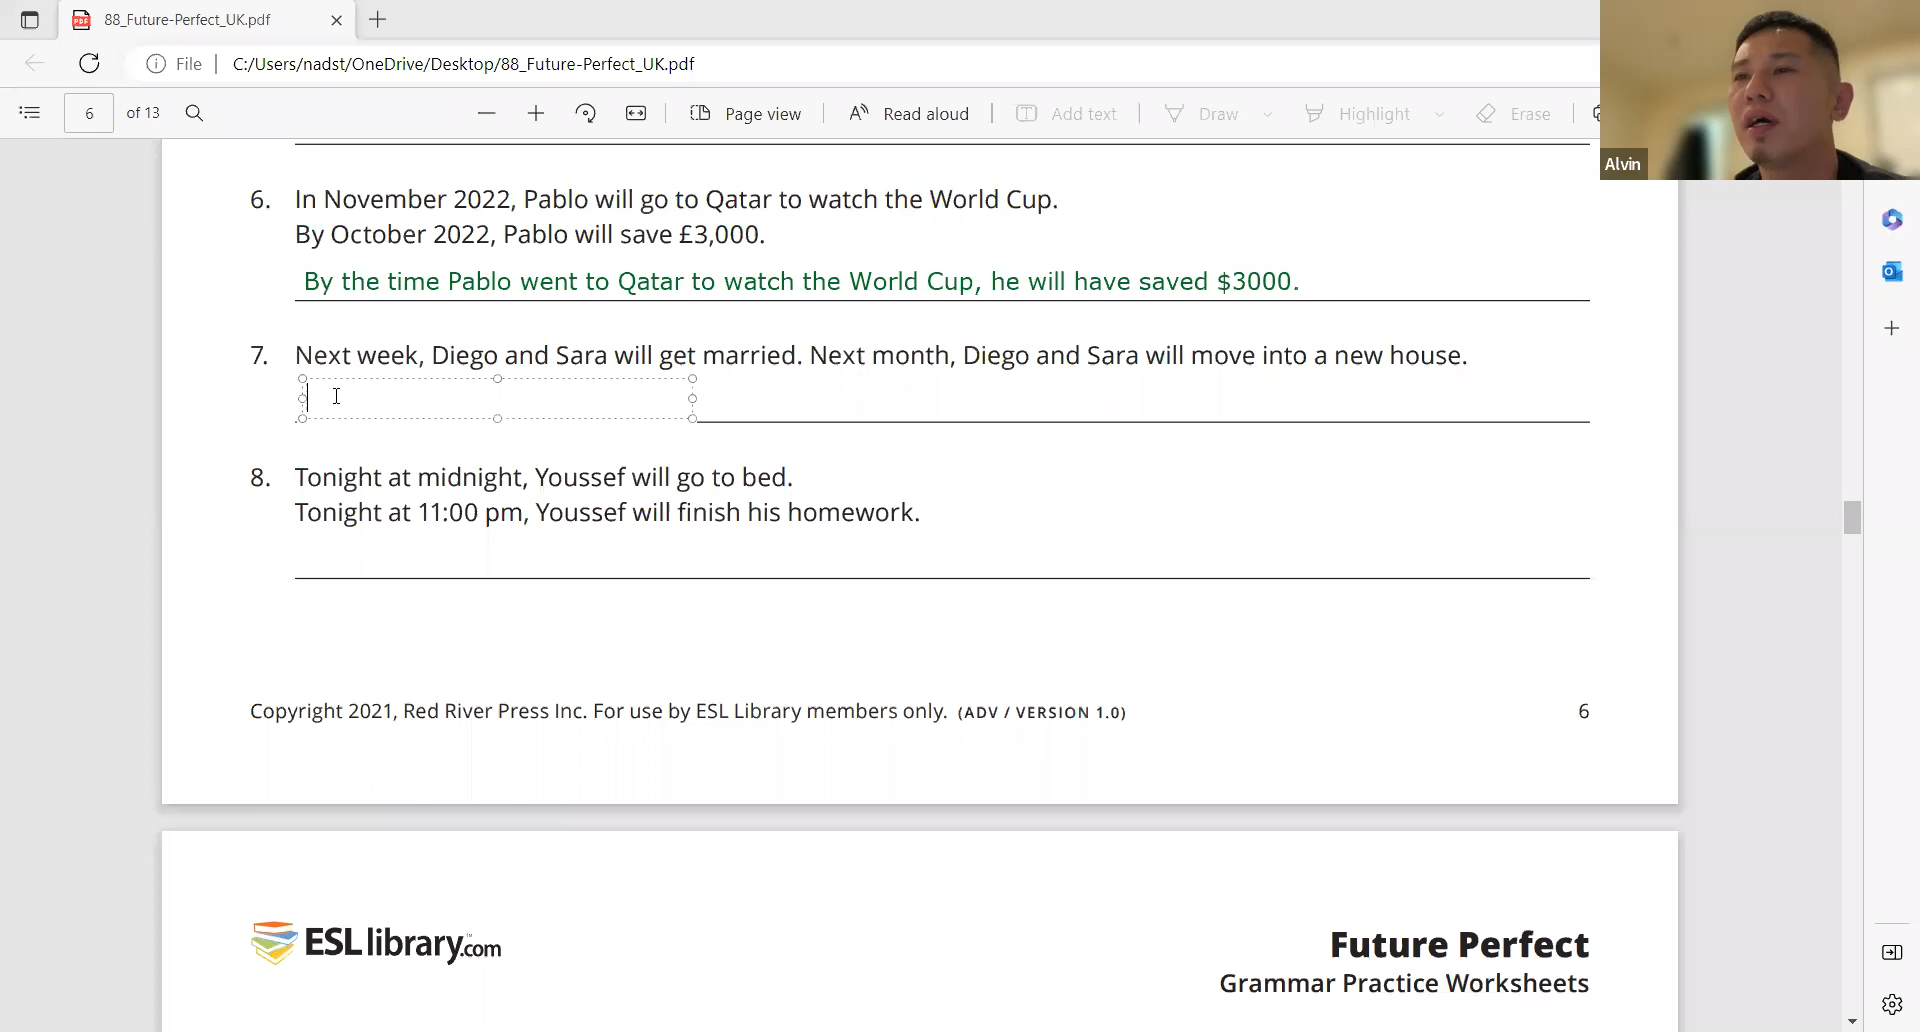 88_Future-Perfect_UK.pdf
File
C:/Users/nadst/OneDrive/Desktop/88_Future-Perfect_UK.pdf
6 of 13
Page view
Read aloud
Add text
Draw
Highlight
Erase
Alvin
6. In November 2022, Pablo will go to Qatar to watch the World Cup.
By October 2022, Pablo will save £3,000.
By the time Pablo went to Qatar to watch the World Cup, he will have saved $3000.
7. Next week, Diego and Sara will get married. Next month, Diego and Sara will move into a new house.
8. Tonight at midnight, Youssef will go to bed.
Tonight at 11:00 pm, Youssef will finish his homework.
Copyright 2021, Red River Press Inc. For use by ESL Library members only. (ADV / VERSION 1.0)
6
ESL library.com
Future Perfect
Grammar Practice Worksheets